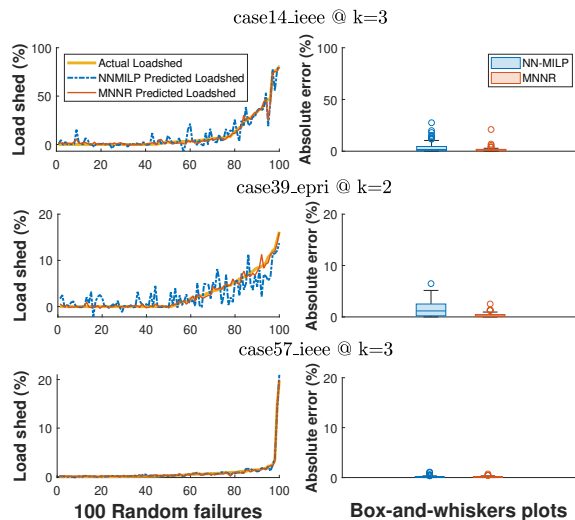 case14_ieee @ k=3
Load shed (%)
100
50
0
0
20
40
60
80
100
Actual Loadshed
NNMILP Predicted Loadshed
MNNR Predicted Loadshed
Absolute error (%)
100
50
0
NN-MILP
MNNR
case39_epri @ k=2
Load shed (%)
20
10
0
0
20
40
60
80
100
Absolute error (%)
20
10
0
case57_ieee @ k=3
Load shed (%)
20
10
0
0
20
40
60
80
100
Absolute error (%)
20
10
0
100 Random failures
Box-and-whiskers plots